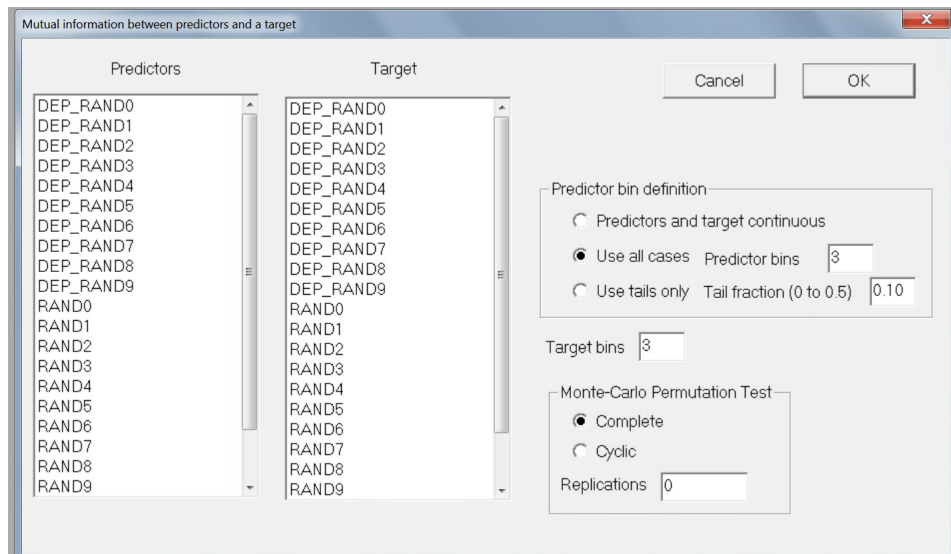 Mutual information between predictors and a target
Predictors
Target
Cancel
OK
DEP_RAND0
DEP_RAND1
DEP_RAND2
DEP_RAND3
DEP_RAND4
DEP_RAND5
DEP_RAND6
DEP_RAND7
DEP_RAND8
DEP_RAND9
RAND0
RAND1
RAND2
RAND3
RAND4
RAND5
RAND6
RAND7
RAND8
RAND9
DEP_RAND0
DEP_RAND1
DEP_RAND2
DEP_RAND3
DEP_RAND4
DEP_RAND5
DEP_RAND6
DEP_RAND7
DEP_RAND8
DEP_RAND9
RAND0
RAND1
RAND2
RAND3
RAND4
RAND5
RAND6
RAND7
RAND8
RAND9
Predictor bin definition
Predictors and target continuous
Use all cases Predictor bins 3
Use tails only Tail fraction (0 to 0.5) 0.10
Target bins 3
Monte-Carlo Permutation Test
Complete
Cyclic
Replications 0